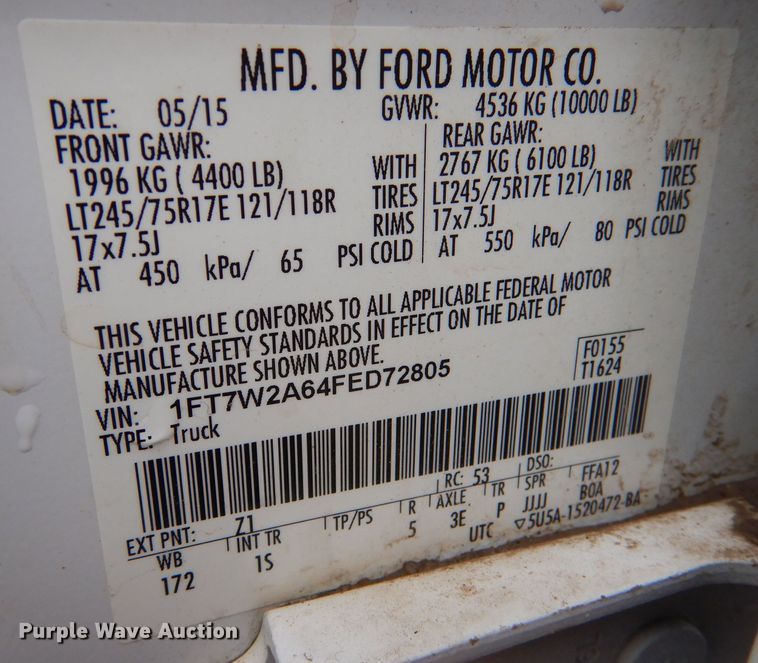 MFD. BY FORD MOTOR CO.
DATE: 05/15 GVWR: 4536 KG (10000 LB)
FRONT GAWR: REAR GAWR:
1996 KG ( 4400 LB) WITH 2767 KG ( 6100 LB) WITH
LT245/75R17E 121/118R TIRES LT245/75R17E 121/118R TIRES
17x7.5J RIMS 17x7.5J RIMS
AT 450 kPa/ 65 PSI COLD AT 550 kPa/ 80 PSI COLD
THIS VEHICLE CONFORMS TO ALL APPLICABLE FEDERAL MOTOR
VEHICLE SAFETY STANDARDS IN EFFECT ON THE DATE OF
MANUFACTURE SHOWN ABOVE.
VIN: 1FT7W2A64FED72805 F0155
TYPE: Truck T1624
EXT PNT: Z1 RC: 53 DSO:
WB INT TR TP/PS R AXLE TR SPR FFA12
172 1S 5 3E P JJJJ BOA
UTC ▽5U5A-1520472-BA
Purple Wave Auction